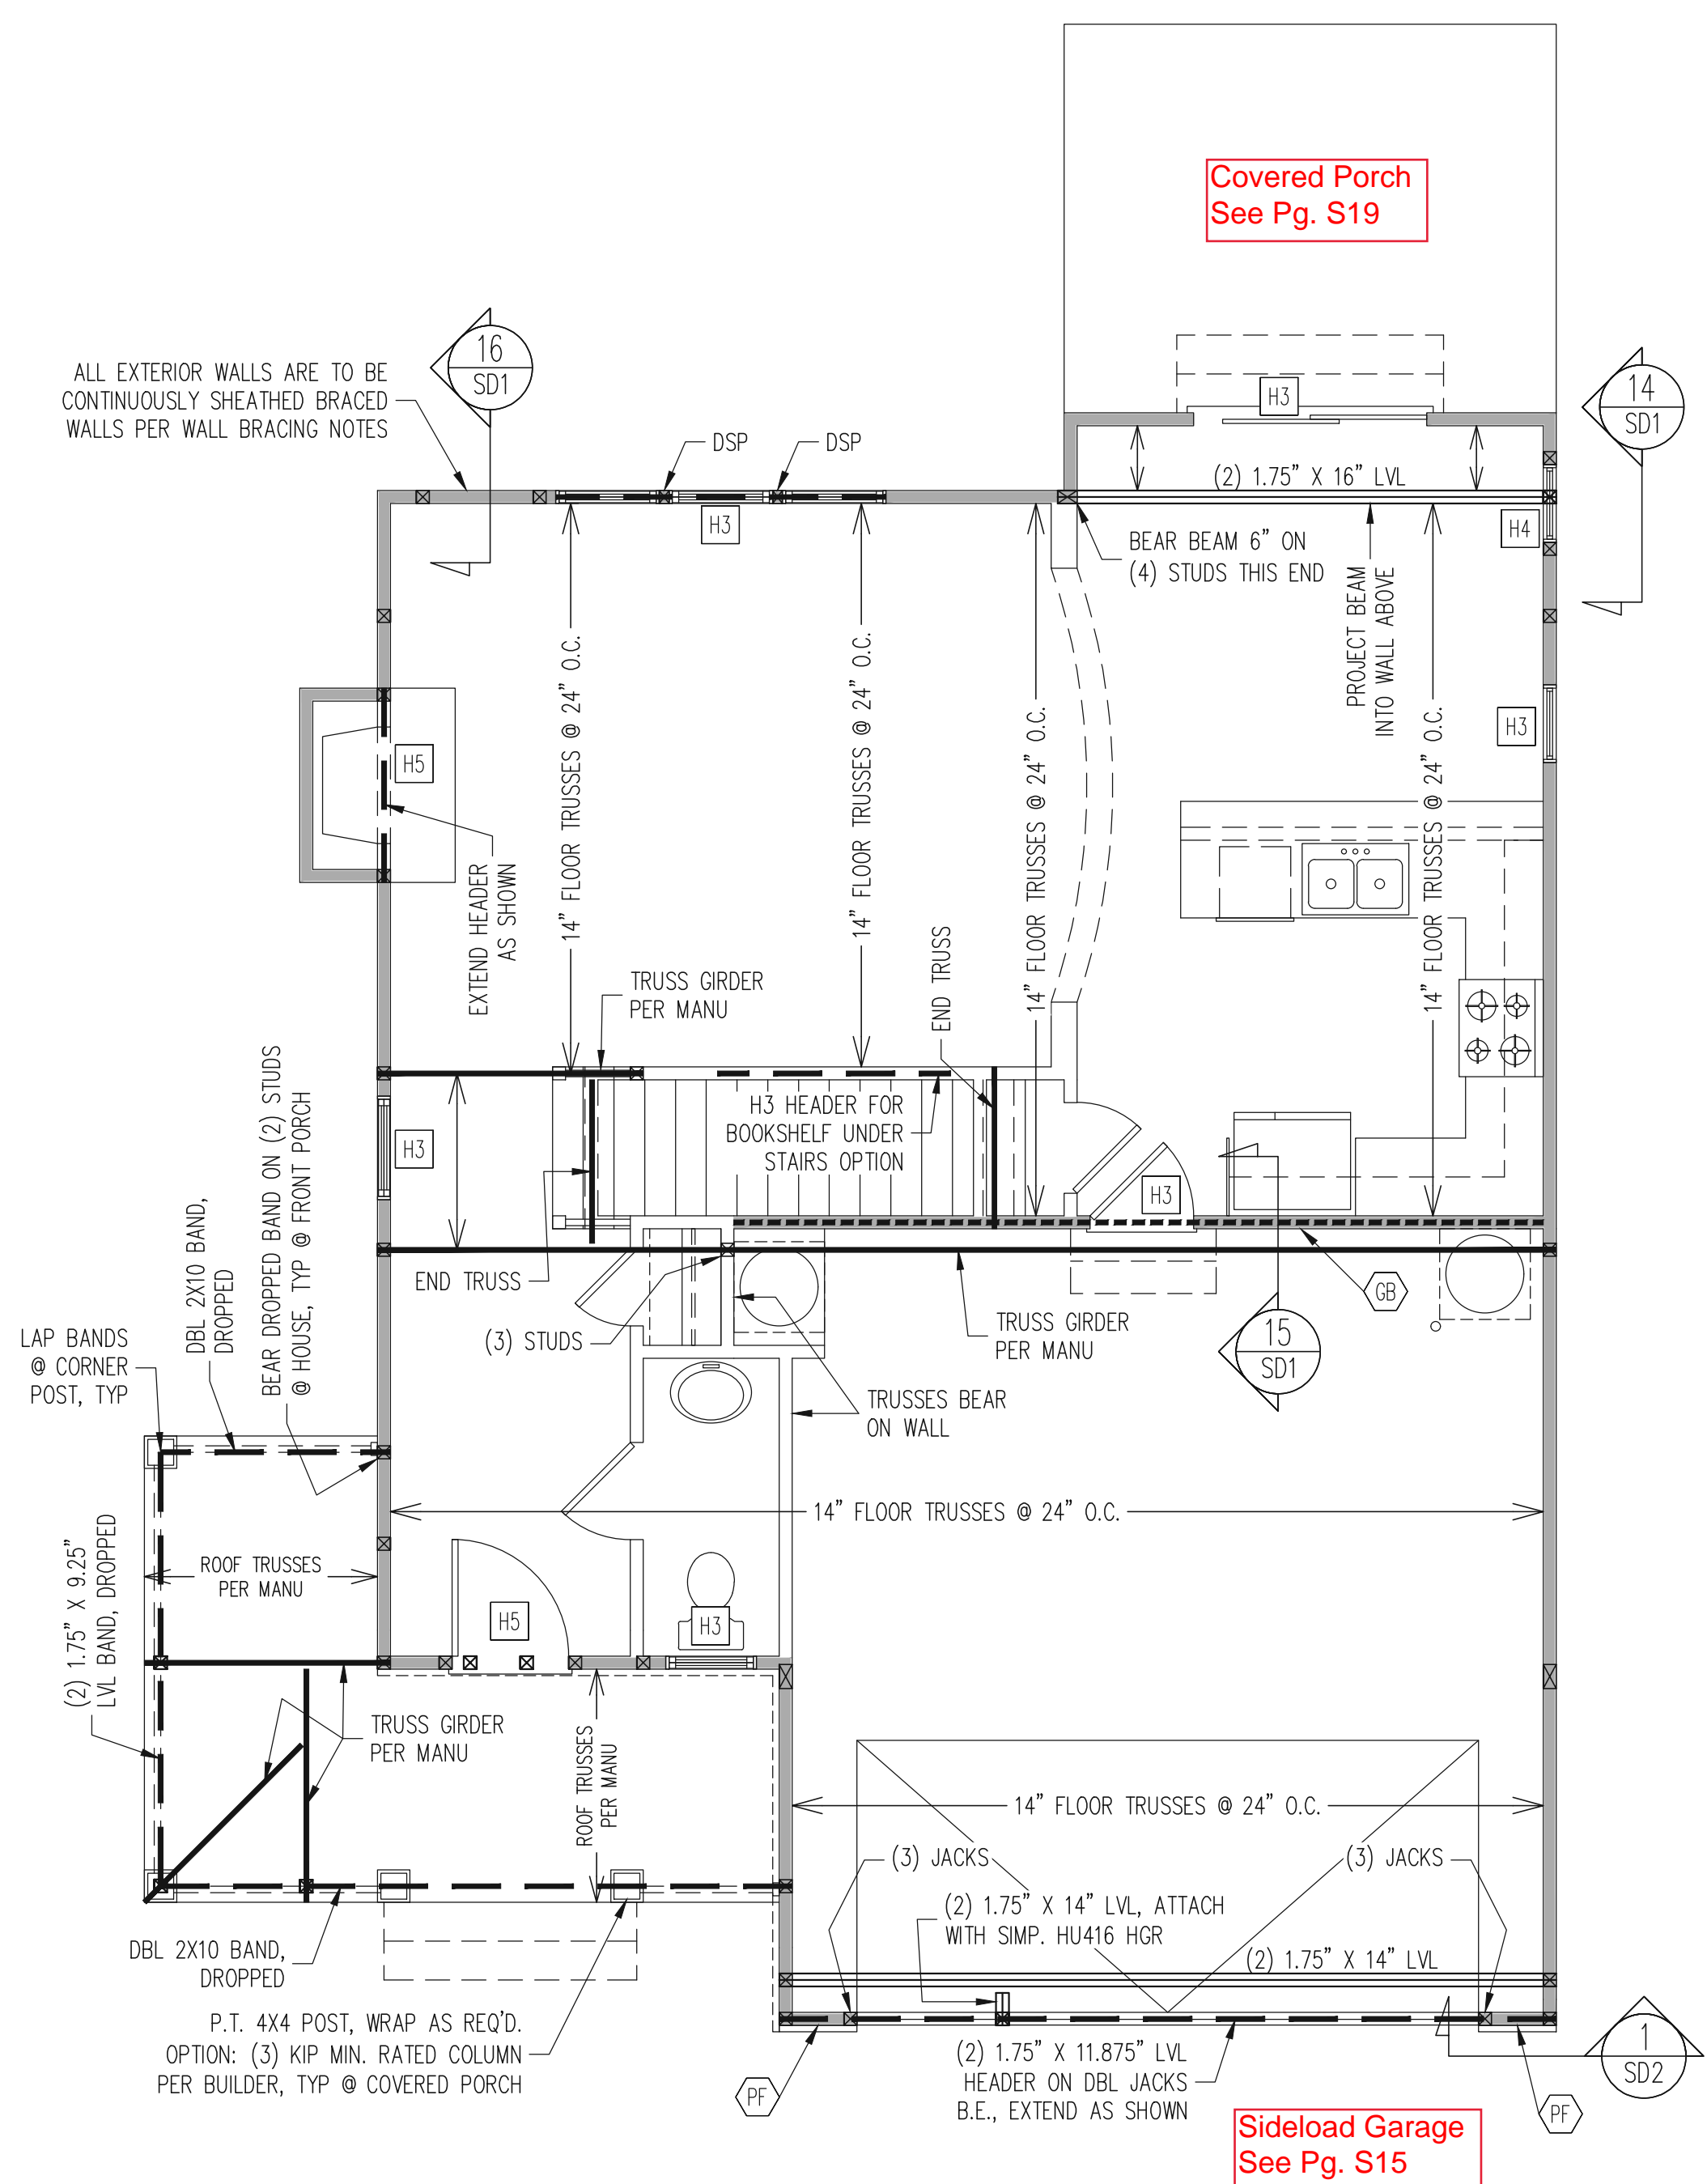 Covered Porch
See Pg. S19
16
SD1
ALL EXTERIOR WALLS ARE TO BE
CONTINUOUSLY SHEATHED BRACED
WALLS PER WALL BRACING NOTES
DSP
DSP
H3
14
SD1
(2) 1.75" X 16" LVL
H3
H4
BEAR BEAM 6" ON
(4) STUDS THIS END
PROJECT BEAM
INTO WALL ABOVE
14" FLOOR TRUSSES @ 24" O.C.
14" FLOOR TRUSSES @ 24" O.C.
14" FLOOR TRUSSES @ 24" O.C.
14" FLOOR TRUSSES @ 24" O.C.
H3
H5
EXTEND HEADER
AS SHOWN
TRUSS GIRDER
PER MANU
END TRUSS
H3 HEADER FOR
BOOKSHELF UNDER
STAIRS OPTION
H3
H3
BEAR DROPPED BAND ON (2) STUDS
@ HOUSE, TYP @ FRONT PORCH
DBL 2X10 BAND,
DROPPED
END TRUSS
(3) STUDS
TRUSS GIRDER
PER MANU
GB
15
SD1
LAP BANDS
@ CORNER
POST, TYP
TRUSSES BEAR
ON WALL
14" FLOOR TRUSSES @ 24" O.C.
(2) 1.75" X 9.25"
LVL BAND, DROPPED
ROOF TRUSSES
PER MANU
H5
H3
TRUSS GIRDER
PER MANU
ROOF TRUSSES
PER MANU
14" FLOOR TRUSSES @ 24" O.C.
(3) JACKS
(3) JACKS
(2) 1.75" X 14" LVL, ATTACH
WITH SIMP. HU416 HGR
(2) 1.75" X 14" LVL
DBL 2X10 BAND,
DROPPED
P.T. 4X4 POST, WRAP AS REQ'D.
OPTION: (3) KIP MIN. RATED COLUMN
PER BUILDER, TYP @ COVERED PORCH
PF
(2) 1.75" X 11.875" LVL
HEADER ON DBL JACKS
B.E., EXTEND AS SHOWN
1
SD2
PF
Sideload Garage
See Pg. S15